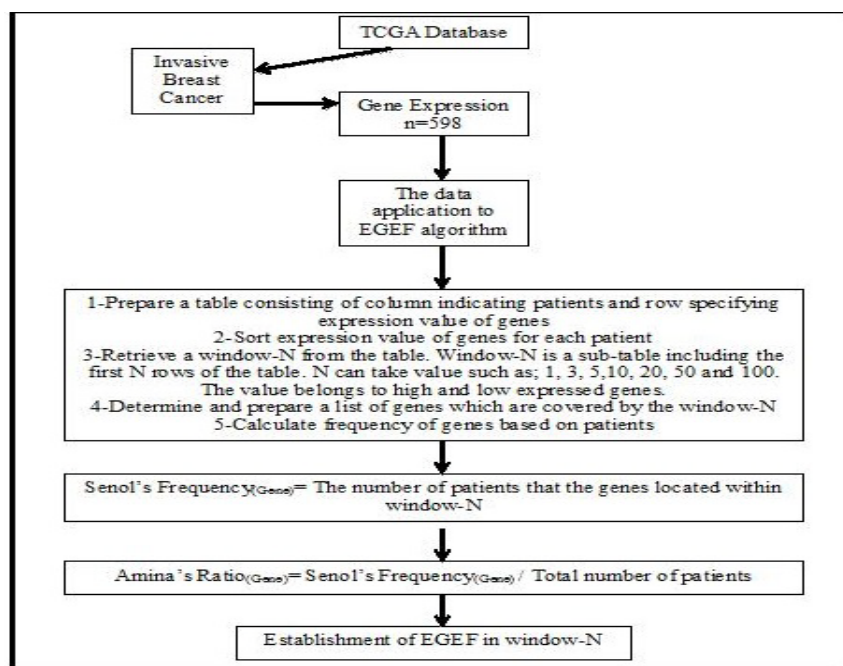 TCGA Database
Invasive
Breast
Cancer
Gene Expression
n=598
The data
application to
EGEF algorithm
1-Prepare a table consisting of column indicating patients and row specifying
expression value of genes
2-Sort expression value of genes for each patient
3-Retrieve a window-N from the table. Window-N is a sub-table including the
first N rows of the table. N can take value such as; 1, 3, 5,10, 20, 50 and 100.
The value belongs to high and low expressed genes.
4-Determine and prepare a list of genes which are covered by the window-N
5-Calculate frequency of genes based on patients
Senol's Frequency(Gene)= The number of patients that the genes located within
window-N
Amina's Ratio(Gene)= Senol's Frequency(Gene) / Total number of patients
Establishment of EGEF in window-N